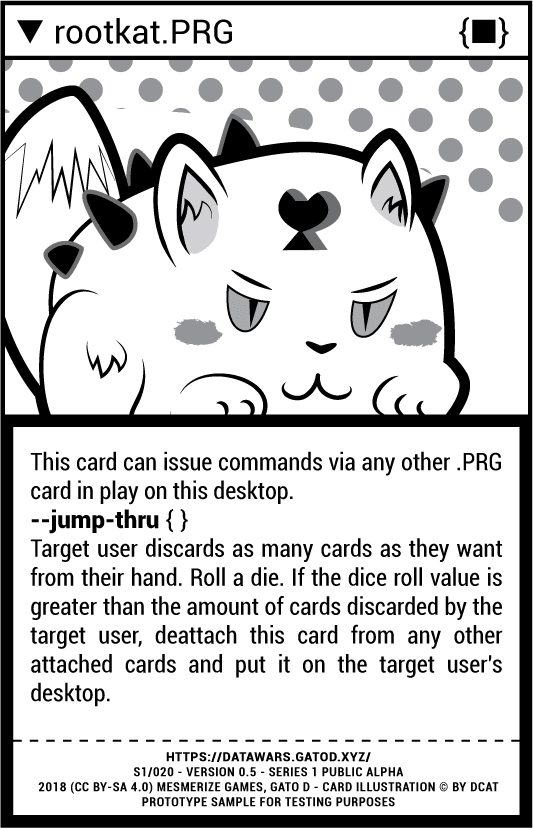 ▼ rootkat.PRG {■}
This card can issue commands via any other .PRG
card in play on this desktop.
--jump-thru { }
Target user discards as many cards as they want
from their hand. Roll a die. If the dice roll value is
greater than the amount of cards discarded by the
target user, deattach this card from any other
attached cards and put it on the target user's
desktop.
HTTPS://DATAWARS.GATOD.XYZ/
S1/020 - VERSION 0.5 - SERIES 1 PUBLIC ALPHA
2018 (CC BY-SA 4.0) MESMERIZE GAMES, GATO D - CARD ILLUSTRATION © BY DCAT
PROTOTYPE SAMPLE FOR TESTING PURPOSES